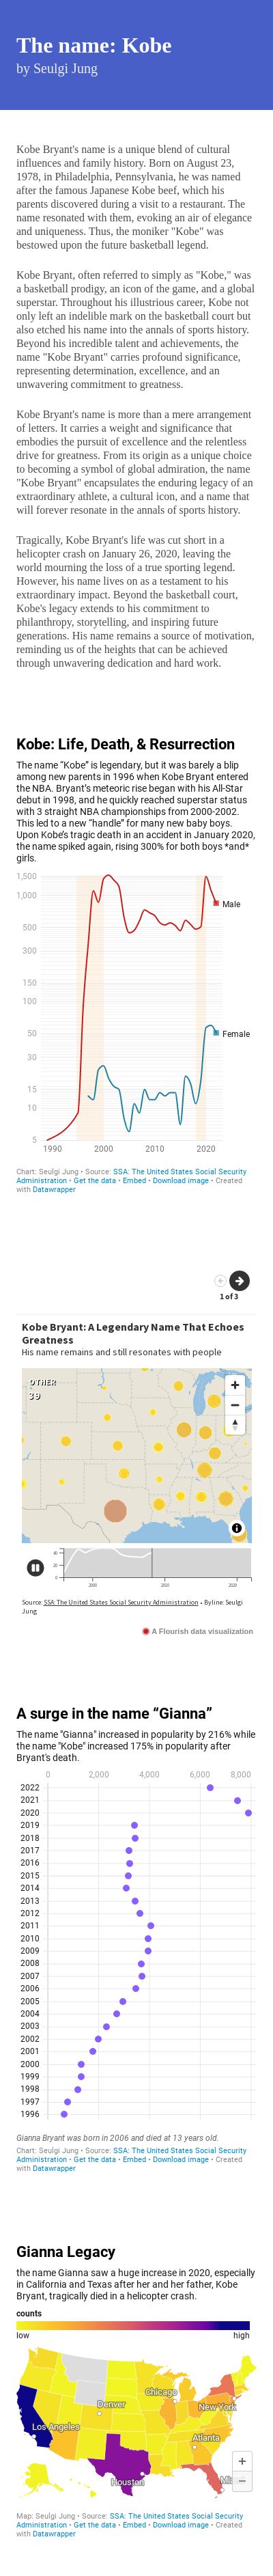 The name: Kobe
by Seulgi Jung
Kobe Bryant's name is a unique blend of cultural
influences and family history. Born on August 23,
1978, in Philadelphia, Pennsylvania, he was named
after the famous Japanese Kobe beef, which his
parents discovered during a visit to a restaurant. The
name resonated with them, evoking an air of elegance
and uniqueness. Thus, the moniker "Kobe" was
bestowed upon the future basketball legend.
Kobe Bryant, often referred to simply as "Kobe," was
a basketball prodigy, an icon of the game, and a global
superstar. Throughout his illustrious career, Kobe not
only left an indelible mark on the basketball court but
also etched his name into the annals of sports history.
Beyond his incredible talent and achievements, the
name "Kobe Bryant" carries profound significance,
representing determination, excellence, and an
unwavering commitment to greatness.
Kobe Bryant's name is more than a mere arrangement
of letters. It carries a weight and significance that
embodies the pursuit of excellence and the relentless
drive for greatness. From its origin as a unique choice
to becoming a symbol of global admiration, the name
"Kobe Bryant" encapsulates the enduring legacy of an
extraordinary athlete, a cultural icon, and a name that
will forever resonate in the annals of sports history.
Tragically, Kobe Bryant's life was cut short in a
helicopter crash on January 26, 2020, leaving the
world mourning the loss of a true sporting legend.
However, his name lives on as a testament to his
extraordinary impact. Beyond the basketball court,
Kobe's legacy extends to his commitment to
philanthropy, storytelling, and inspiring future
generations. His name remains a source of motivation,
reminding us of the heights that can be achieved
through unwavering dedication and hard work.
Kobe: Life, Death, & Resurrection
The name “Kobe” is legendary, but it was barely a blip
among new parents in 1996 when Kobe Bryant entered
the NBA. Bryant’s meteoric rise began with his All-Star
debut in 1998, and he quickly reached superstar status
with 3 straight NBA championships from 2000-2002.
This led to a new “handle” for many new baby boys.
Upon Kobe’s tragic death in an accident in January 2020,
the name spiked again, rising 300% for both boys *and*
girls.
1,500
1,000
Male
500
300
150
100
50
Female
30
15
10
5
1990 2000 2010 2020
Chart: Seulgi Jung • Source: SSA: The United States Social Security
Administration • Get the data • Embed • Download image • Created
with Datawrapper
1 of 3
Kobe Bryant: A Legendary Name That Echoes
Greatness
His name remains and still resonates with people
OTHER
39
40
20
0
2000 2010 2020
Source: SSA: The United States Social Security Administration • Byline: Seulgi
Jung
A Flourish data visualization
A surge in the name “Gianna”
The name "Gianna" increased in popularity by 216% while
the name "Kobe" increased 175% in popularity after
Bryant's death.
0 2,000 4,000 6,000 8,000
2022
2021
2020
2019
2018
2017
2016
2015
2014
2013
2012
2011
2010
2009
2008
2007
2006
2005
2004
2003
2002
2001
2000
1999
1998
1997
1996
Gianna Bryant was born in 2006 and died at 13 years old.
Chart: Seulgi Jung • Source: SSA: The United States Social Security
Administration • Get the data • Embed • Download image • Created
with Datawrapper
Gianna Legacy
the name Gianna saw a huge increase in 2020, especially
in California and Texas after her and her father, Kobe
Bryant, tragically died in a helicopter crash.
counts
low high
Chicago
Denver
New York
Los Angeles
Atlanta
Houston
Map: Seulgi Jung • Source: SSA: The United States Social Security
Administration • Get the data • Embed • Download image • Created
with Datawrapper